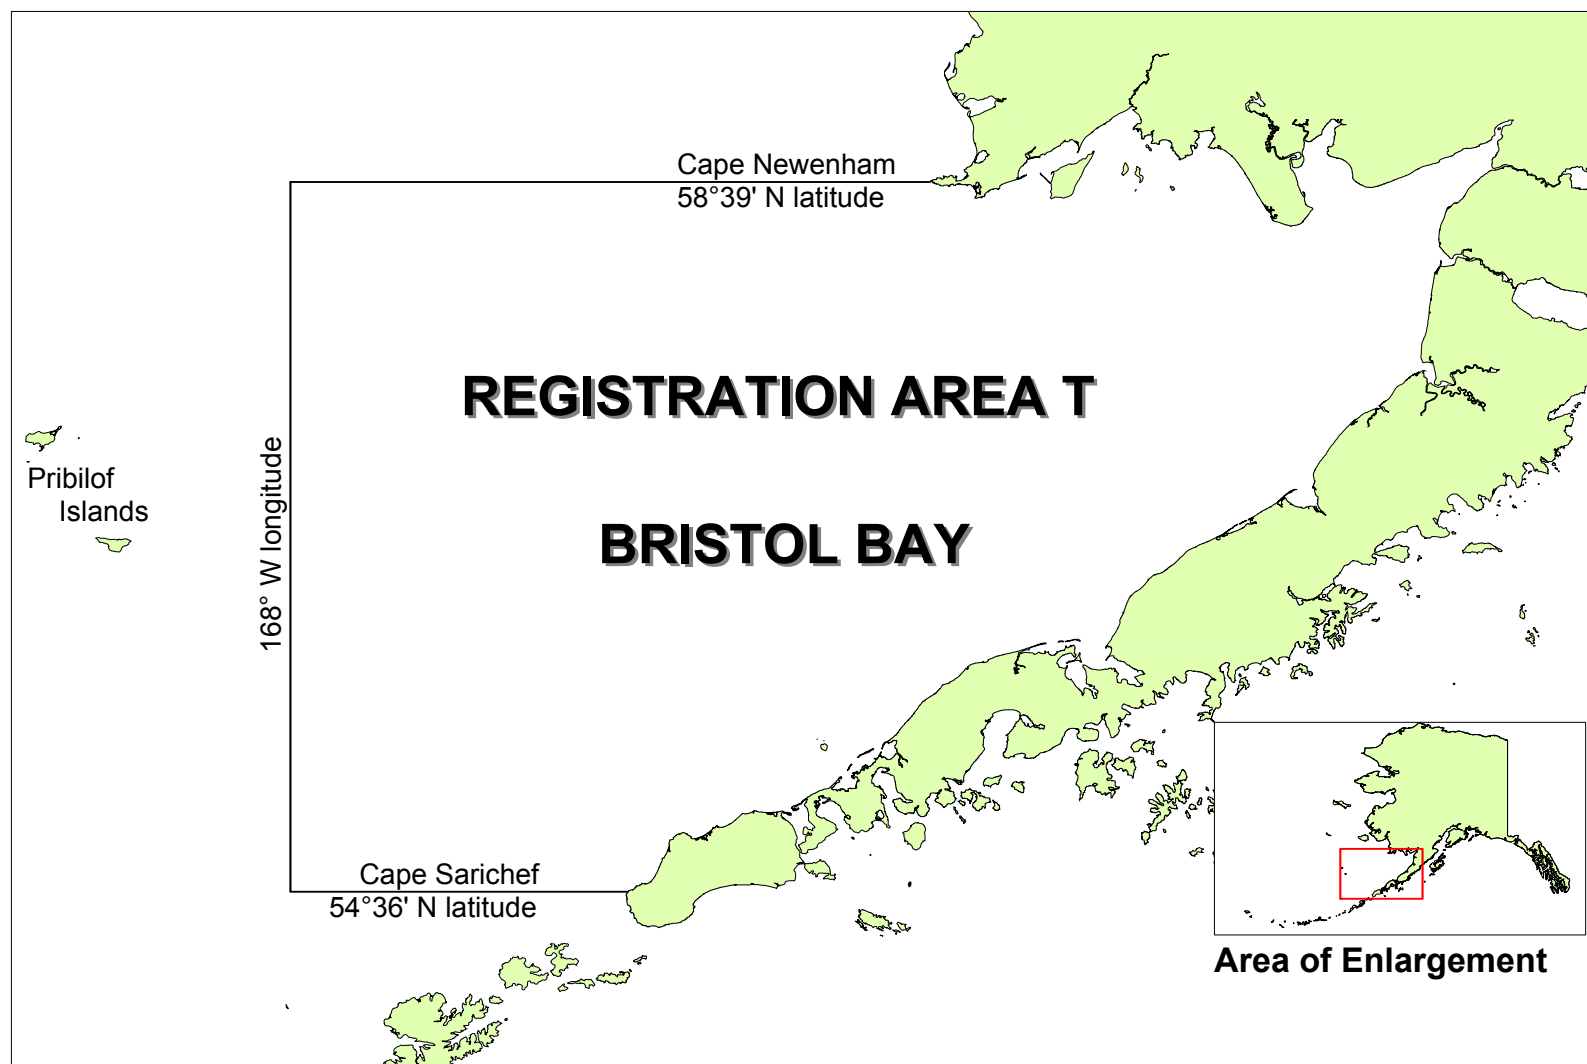 Cape Newenham
58°39' N latitude
REGISTRATION AREA T
Pribilof
Islands
168° W longitude
BRISTOL BAY
Cape Sarichef
54°36' N latitude
Area of Enlargement